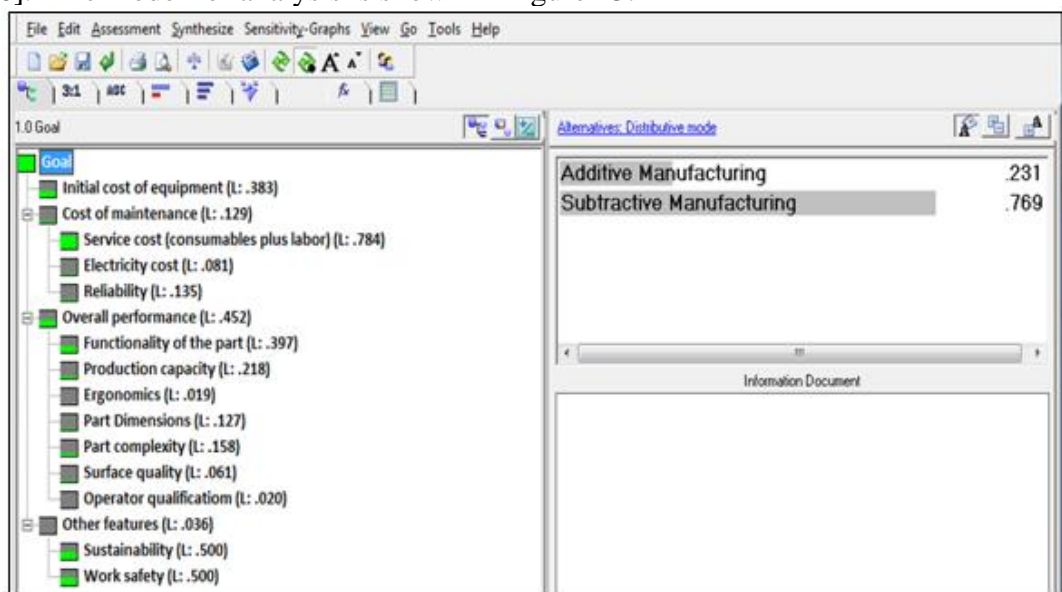 File Edit Assessment Synthesize Sensitivity-Graphs View Go Tools Help
3:1 ABC
1.0 Goal
Alternatives: Distributive mode
Goal
Initial cost of equipment (L: .383)
Cost of maintenance (L: .129)
Service cost (consumables plus labor) (L: .784)
Electricity cost (L: .081)
Reliability (L: .135)
Overall performance (L: .452)
Functionality of the part (L: .397)
Production capacity (L: .218)
Ergonomics (L: .019)
Part Dimensions (L: .127)
Part complexity (L: .158)
Surface quality (L: .061)
Operator qualificatiom (L: .020)
Other features (L: .036)
Sustainability (L: .500)
Work safety (L: .500)
Additive Manufacturing .231
Subtractive Manufacturing .769
Information Document